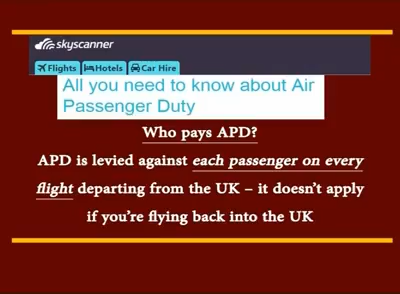 skyscanner
Flights Hotels Car Hire
All you need to know about Air
Passenger Duty
Who pays APD?
APD is levied against each passenger on every
flight departing from the UK – it doesn't apply
if you're flying back into the UK